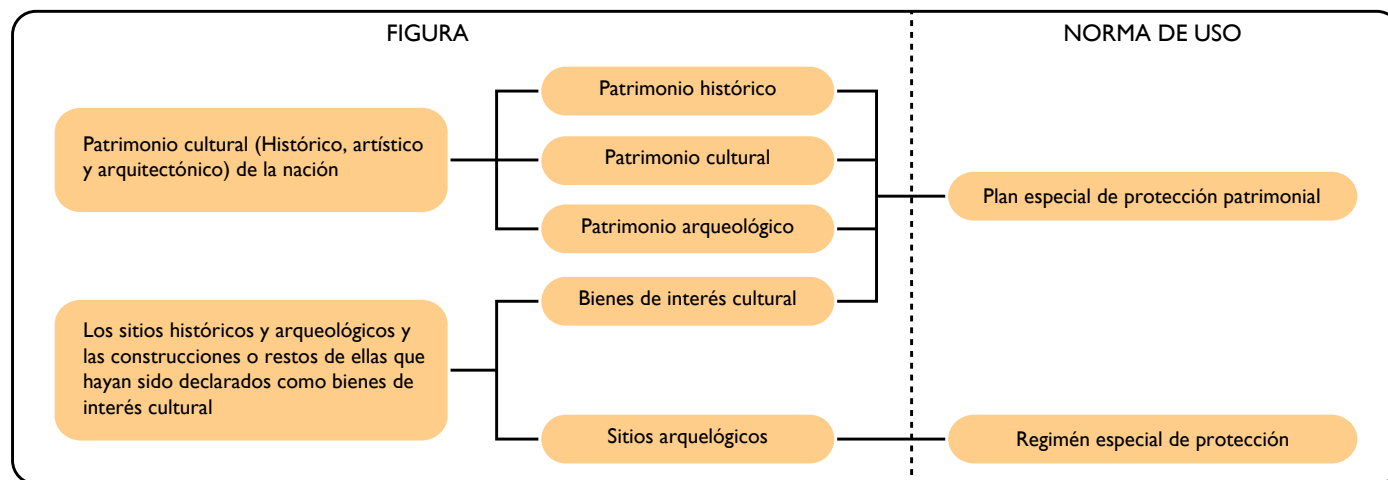 FIGURA
NORMA DE USO
Patrimonio cultural (Histórico, artístico
y arquitectónico) de la nación
Patrimonio histórico
Patrimonio cultural
Patrimonio arqueológico
Plan especial de protección patrimonial
Los sitios históricos y arqueológicos y
las construcciones o restos de ellas que
hayan sido declarados como bienes de
interés cultural
Bienes de interés cultural
Sitios arquelógicos
Regimén especial de protección